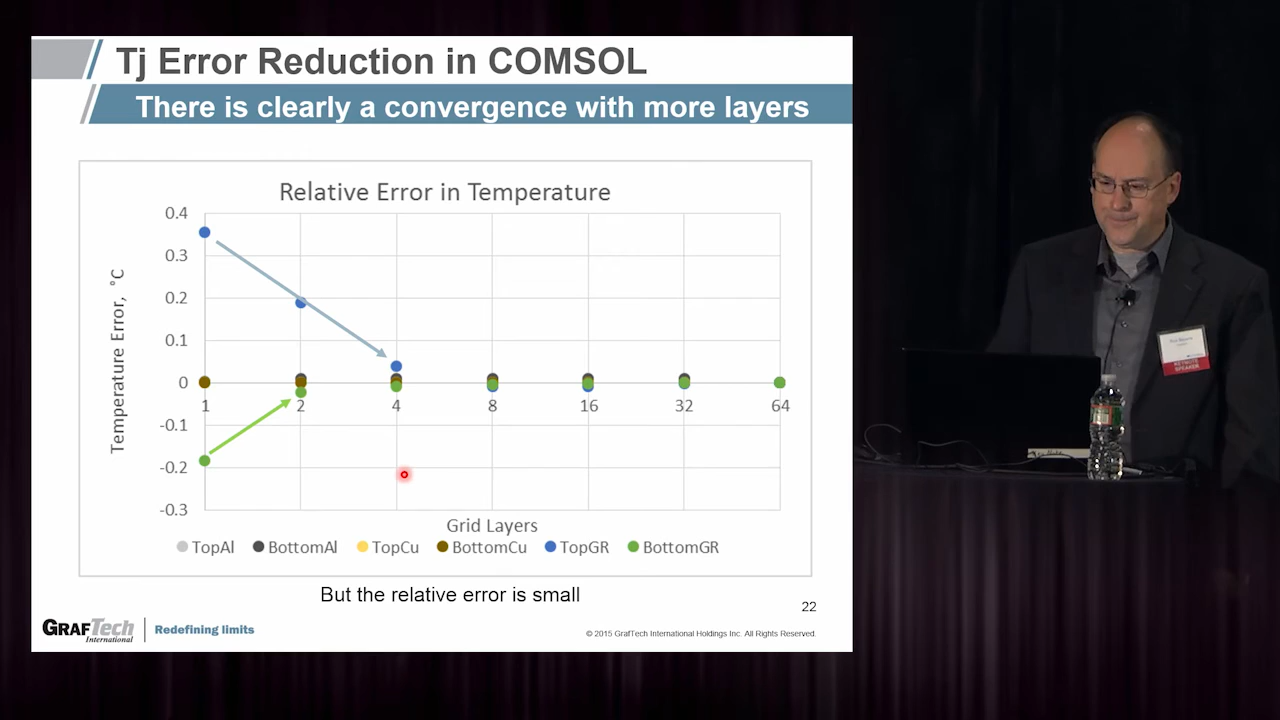 Tj Error Reduction in COMSOL
There is clearly a convergence with more layers
Relative Error in Temperature
Temperature Error, °C
0.4
0.3
0.2
0.1
0
-0.1
-0.2
-0.3
1 2 4 8 16 32 64
Grid Layers
TopAl BottomAl TopCu BottomCu TopGR BottomGR
But the relative error is small
22
GRAFTech
International
Redefining limits
© 2015 GrafTech International Holdings Inc. All Rights Reserved.
KEYNOTE
SPEAKER